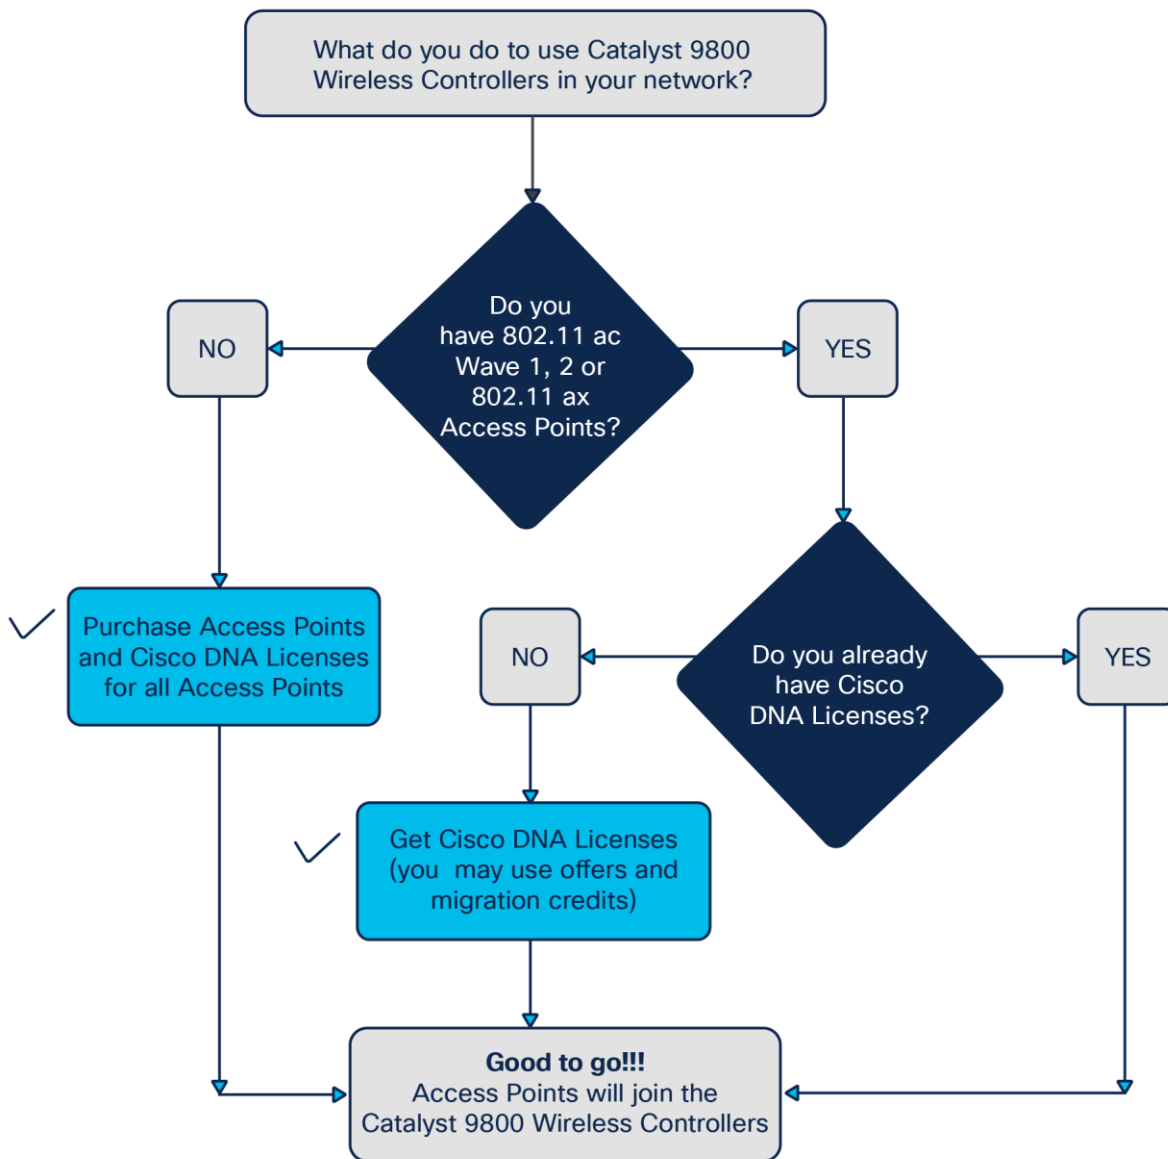 What do you do to use Catalyst 9800
Wireless Controllers in your network?
Do you
have 802.11 ac
Wave 1, 2 or
802.11 ax
Access Points?
NO
YES
Purchase Access Points
and Cisco DNA Licenses
for all Access Points
NO
Do you already
have Cisco
DNA Licenses?
YES
Get Cisco DNA Licenses
(you may use offers and
migration credits)
Good to go!!!
Access Points will join the
Catalyst 9800 Wireless Controllers